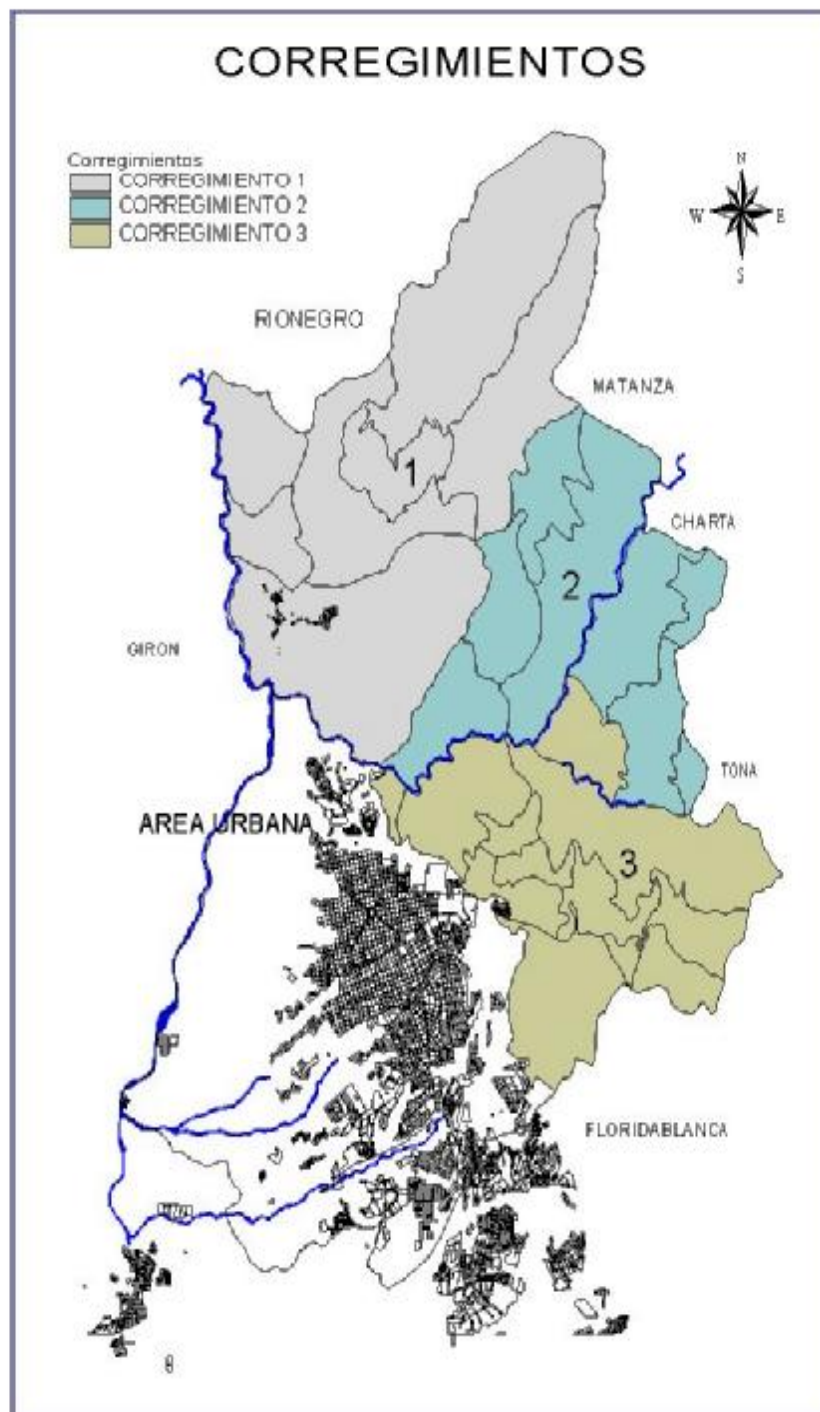 CORREGIMIENTOS
Corregimientos
CORREGIMIENTO 1
CORREGIMIENTO 2
CORREGIMIENTO 3
N
W E
S
RIONEGRO
MATANZA
1
CHARTA
2
GIRON
TONA
AREA URBANA
3
FLORIDABLANCA